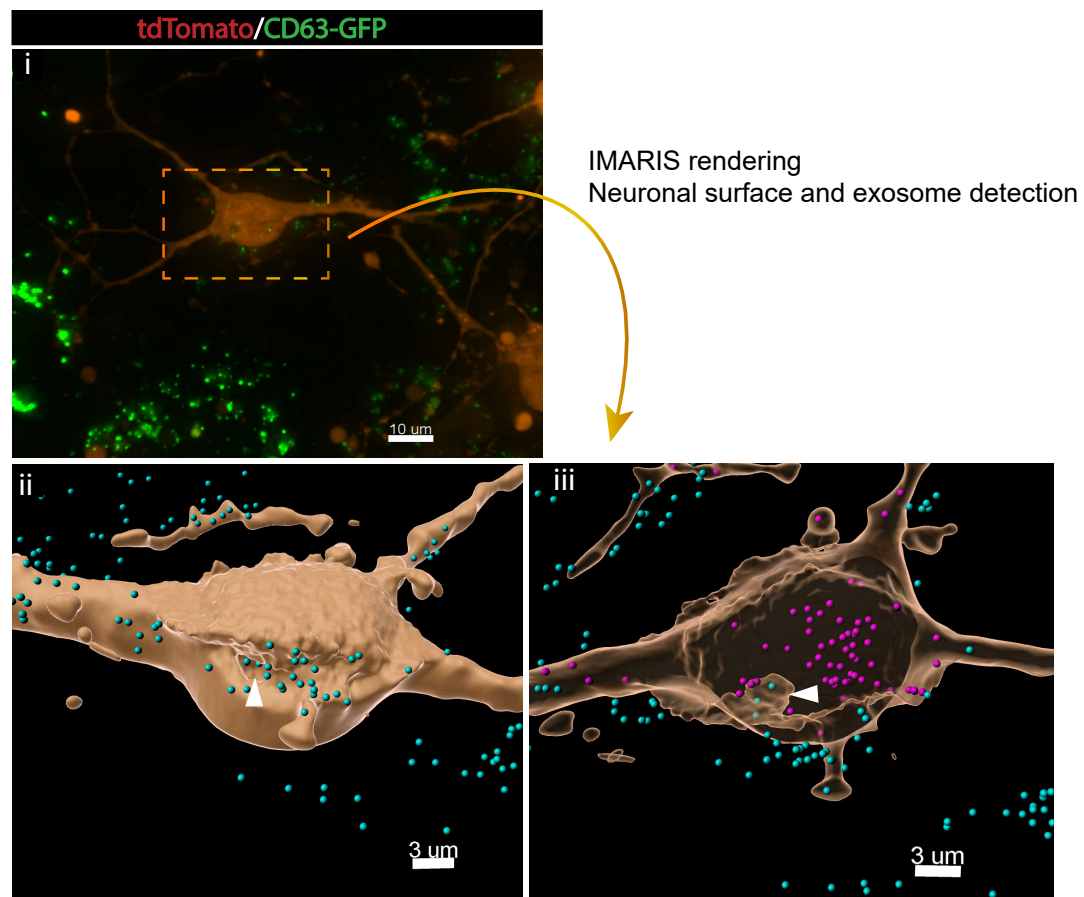 tdTomato/CD63-GFP
i
IMARIS rendering
Neuronal surface and exosome detection
10 um
ii
iii
3 um
3 um